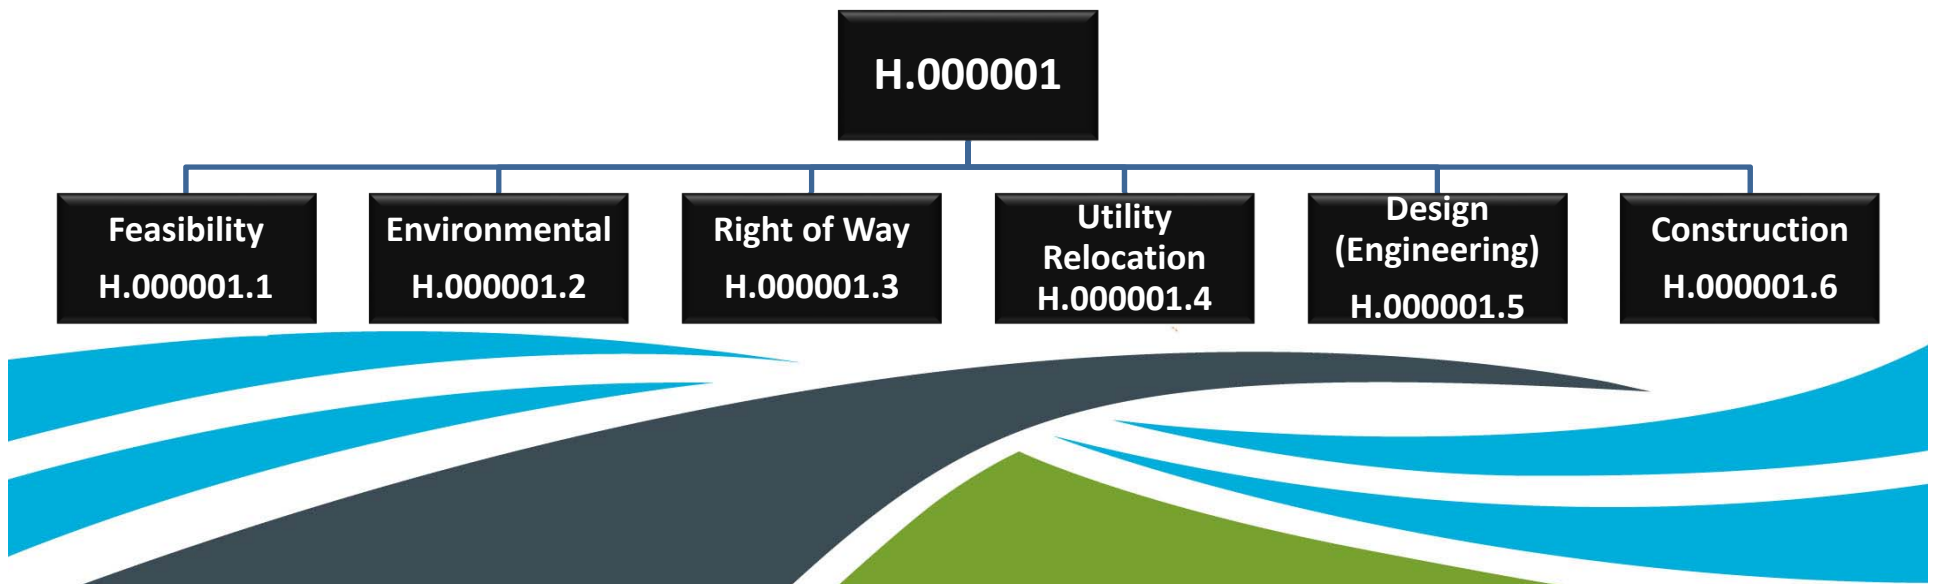 H.000001
Feasibility
H.000001.1
Environmental
H.000001.2
Right of Way
H.000001.3
Utility
Relocation
H.000001.4
Design
(Engineering)
H.000001.5
Construction
H.000001.6